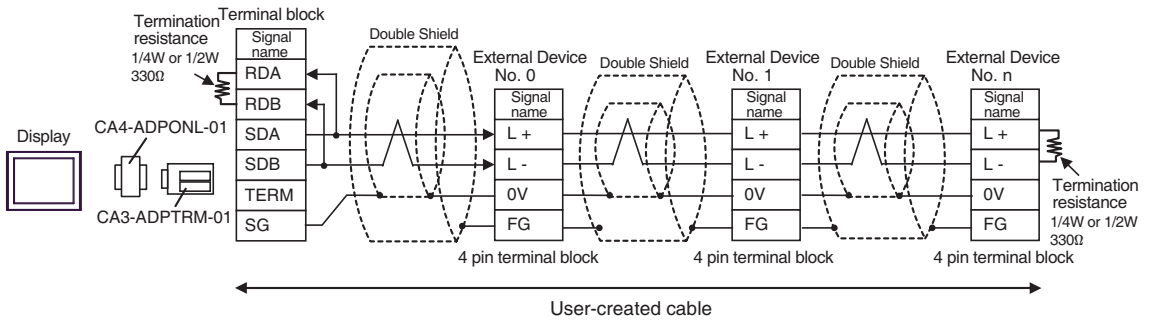 Display
CA4-ADPONL-01
CA3-ADPTRM-01
Termination
resistance
1/4W or 1/2W
330Ω
Terminal block
Signal
name
RDA
RDB
SDA
SDB
TERM
SG
Double Shield
External Device
No. 0
Signal
name
L +
L -
0V
FG
4 pin terminal block
Double Shield
External Device
No. 1
Signal
name
L +
L -
0V
FG
4 pin terminal block
Double Shield
External Device
No. n
Signal
name
L +
L -
0V
FG
4 pin terminal block
Termination
resistance
1/4W or 1/2W
330Ω
User-created cable